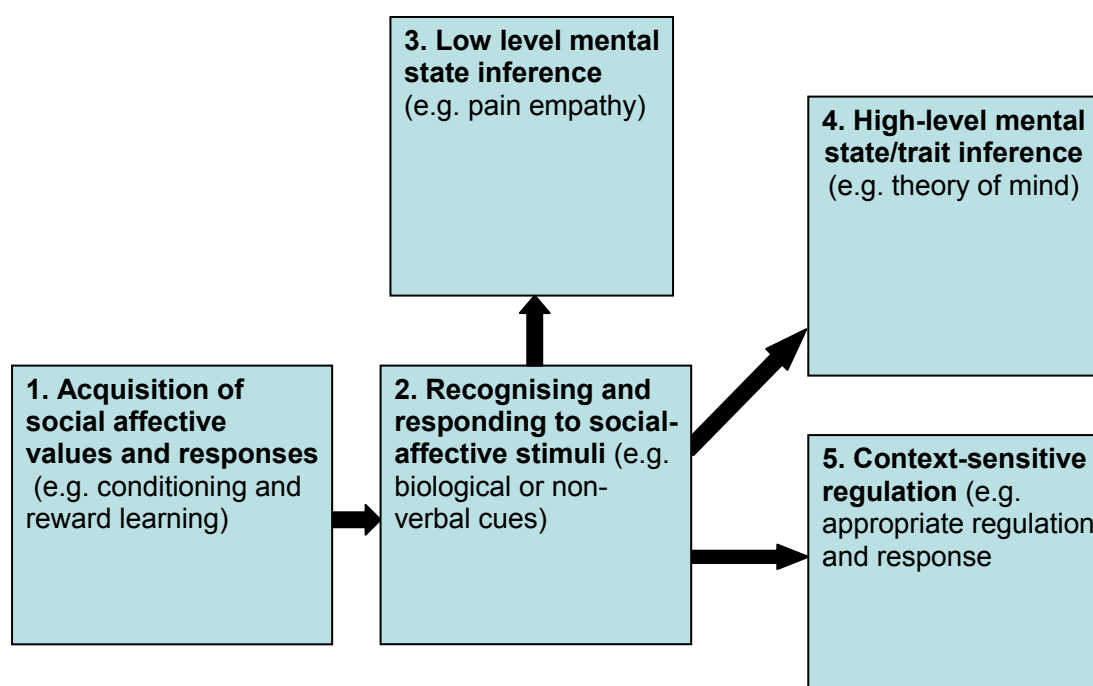 3. Low level mental
state inference
(e.g. pain empathy)
4. High-level mental
state/trait inference
(e.g. theory of mind)
1. Acquisition of
social affective
values and responses
(e.g. conditioning and
reward learning)
2. Recognising and
responding to social-
affective stimuli (e.g.
biological or non-
verbal cues)
5. Context-sensitive
regulation (e.g.
appropriate regulation
and response